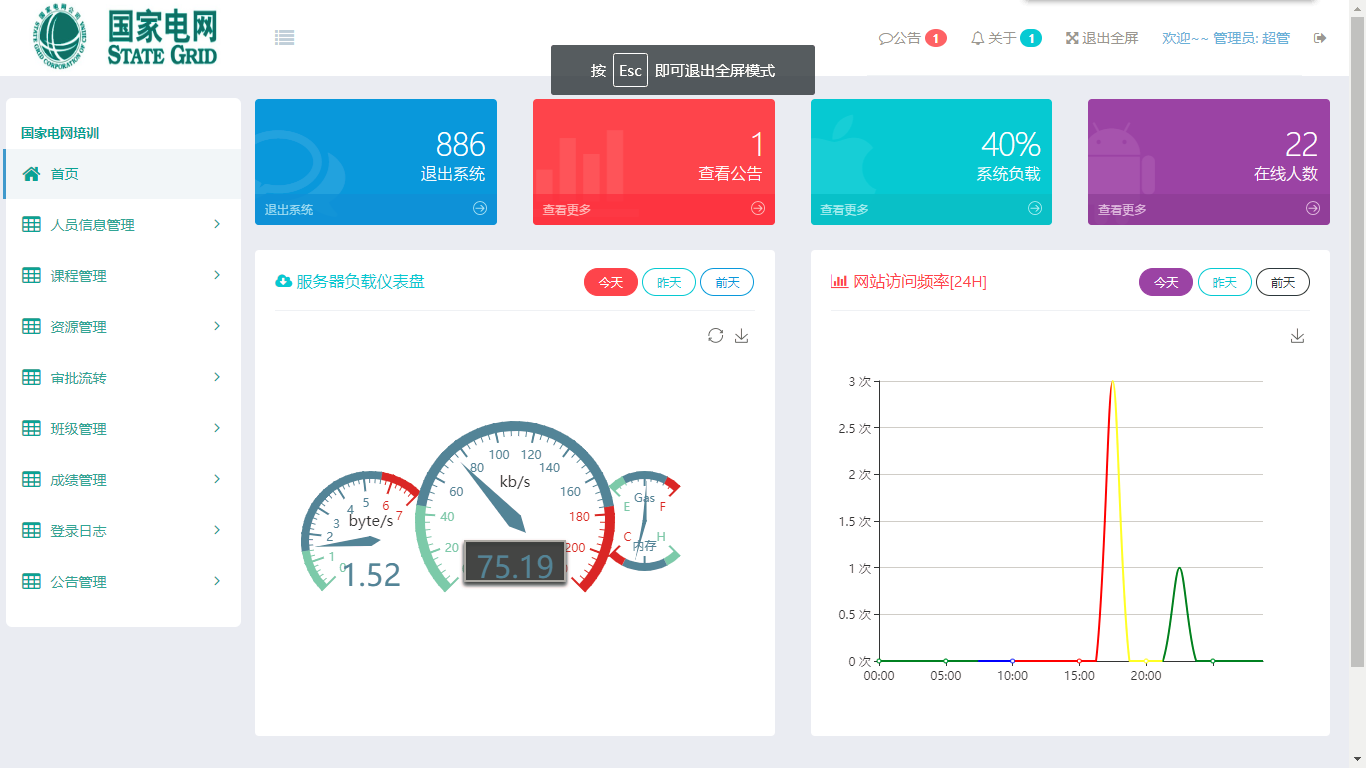 国家电网
STATE GRID
STATE GRID CORPORATION OF CHINA
公告 1
关于 1
退出全屏
欢迎~~ 管理员: 超管
按 Esc 即可退出全屏模式
国家电网培训
首页
人员信息管理
课程管理
资源管理
审批流转
班级管理
成绩管理
登录日志
公告管理
886
退出系统
退出系统
1
查看公告
查看更多
40%
系统负载
查看更多
22
在线人数
查看更多
服务器负载仪表盘
今天 昨天 前天
0 1 2 3 4 5 6 7
byte/s
1.52
20 40 60 80 100 120 140 160 180 200
kb/s
75.19
E Gas F
C 内存 H
网站访问频率[24H]
今天 昨天 前天
3 次
2.5 次
2 次
1.5 次
1 次
0.5 次
0 次
00:00 05:00 10:00 15:00 20:00